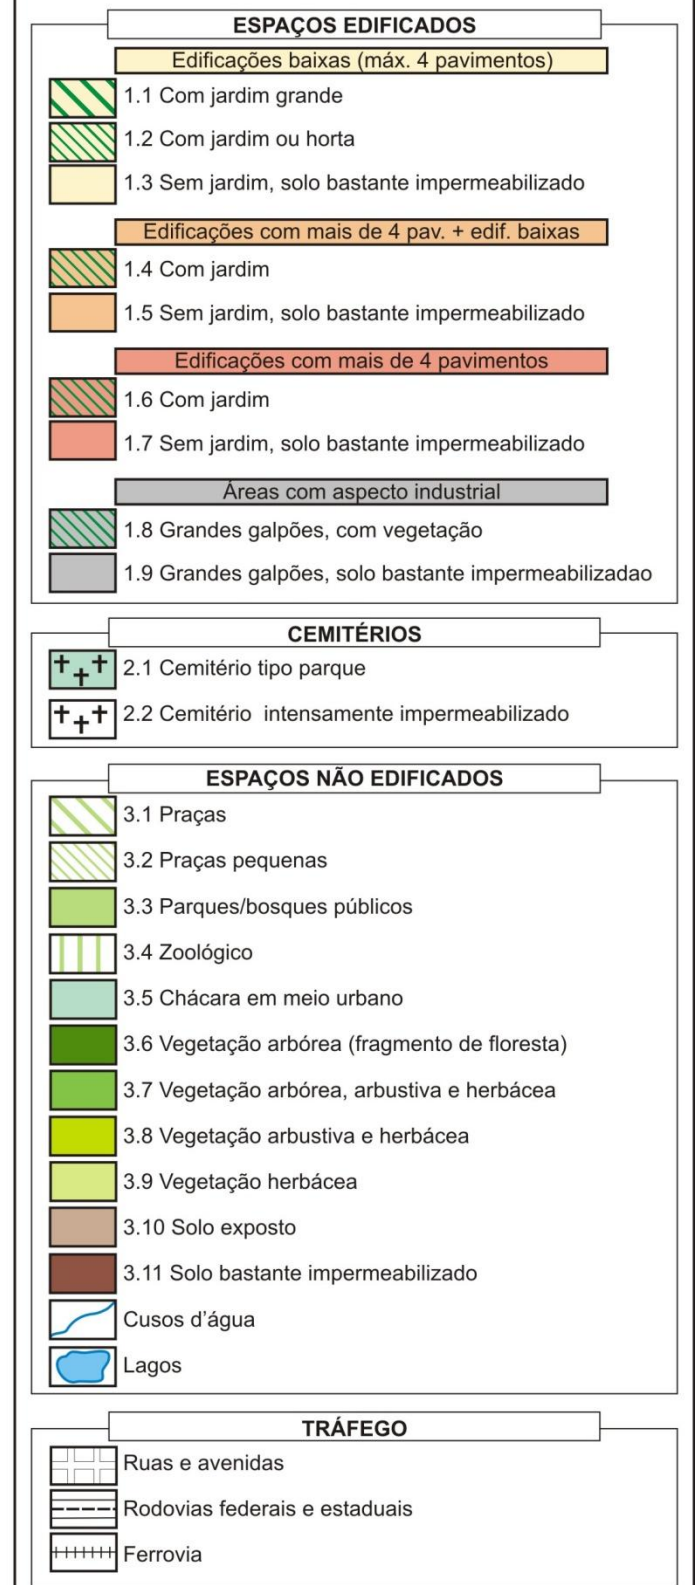 ESPAÇOS EDIFICADOS
Edificações baixas (máx. 4 pavimentos)
1.1 Com jardim grande
1.2 Com jardim ou horta
1.3 Sem jardim, solo bastante impermeabilizado
Edificações com mais de 4 pav. + edif. baixas
1.4 Com jardim
1.5 Sem jardim, solo bastante impermeabilizado
Edificações com mais de 4 pavimentos
1.6 Com jardim
1.7 Sem jardim, solo bastante impermeabilizado
Áreas com aspecto industrial
1.8 Grandes galpões, com vegetação
1.9 Grandes galpões, solo bastante impermeabilizadao
CEMITÉRIOS
2.1 Cemitério tipo parque
2.2 Cemitério intensamente impermeabilizado
ESPAÇOS NÃO EDIFICADOS
3.1 Praças
3.2 Praças pequenas
3.3 Parques/bosques públicos
3.4 Zoológico
3.5 Chácara em meio urbano
3.6 Vegetação arbórea (fragmento de floresta)
3.7 Vegetação arbórea, arbustiva e herbácea
3.8 Vegetação arbustiva e herbácea
3.9 Vegetação herbácea
3.10 Solo exposto
3.11 Solo bastante impermeabilizado
Cusos d'água
Lagos
TRÁFEGO
Ruas e avenidas
Rodovias federais e estaduais
Ferrovia